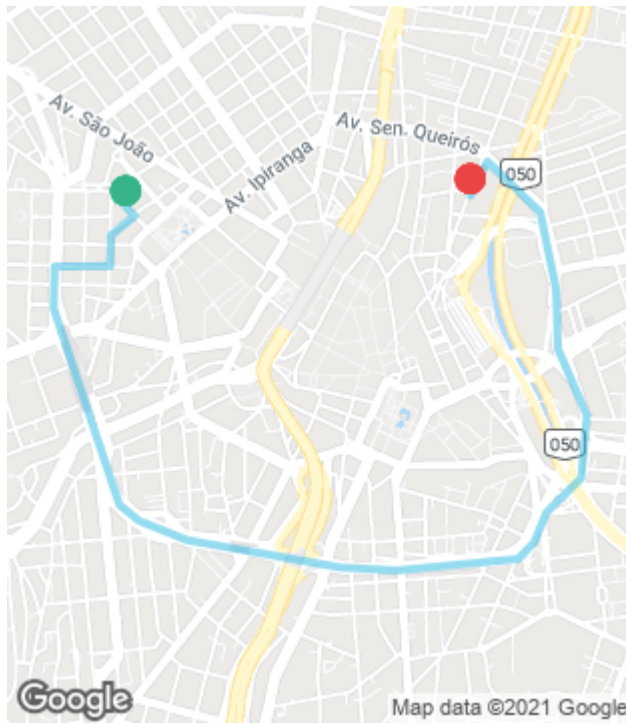 Av. São João
Av. Ipiranga
Av. Sen. Queirós
050
050
Google
Map data ©2021 Google